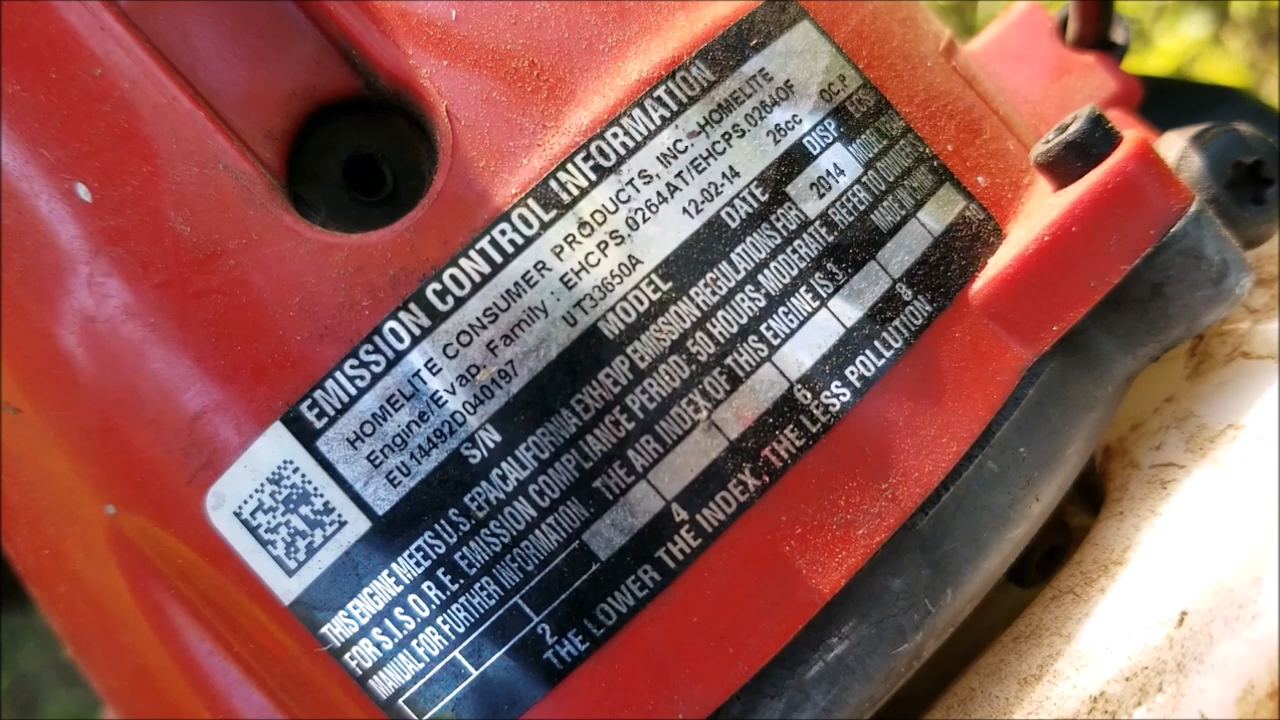 EMISSION CONTROL INFORMATION
HOMELITE CONSUMER PRODUCTS, INC. HOMELITE
Engine/Evap. Family : EHCPS.0264AT/EHCPS.0264OF
EU14492D040197 UT33650A 12-02-14 26cc OC.P
S/N MODEL DATE DISP
THIS ENGINE MEETS U.S. EPA/CALIFORNIA EXH/EVP EMISSION REGULATIONS FOR 2014
FOR S.I.S.O.R.E. EMISSION COMPLIANCE PERIOD: 50 HOURS-MODERATE. REFER TO OWNER
MANUAL FOR FURTHER INFORMATION. THE AIR INDEX OF THIS ENGINE IS 3. MADE IN
2 4 6 8
THE LOWER THE INDEX, THE LESS POLLUTION